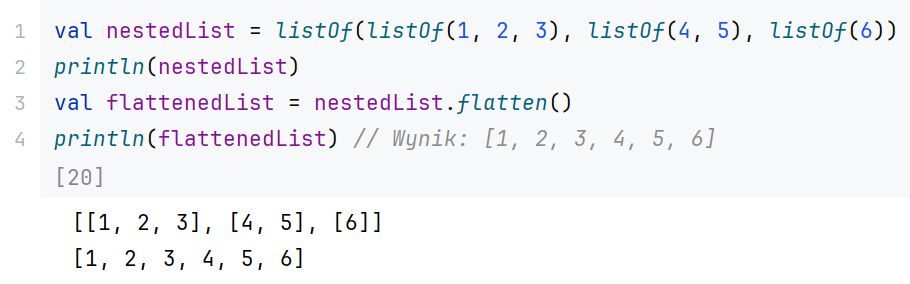 1 val nestedList = listOf(listOf(1, 2, 3), listOf(4, 5), listOf(6))
2 println(nestedList)
3 val flattenedList = nestedList.flatten()
4 println(flattenedList) // Wynik: [1, 2, 3, 4, 5, 6]
[20]
[[1, 2, 3], [4, 5], [6]]
[1, 2, 3, 4, 5, 6]